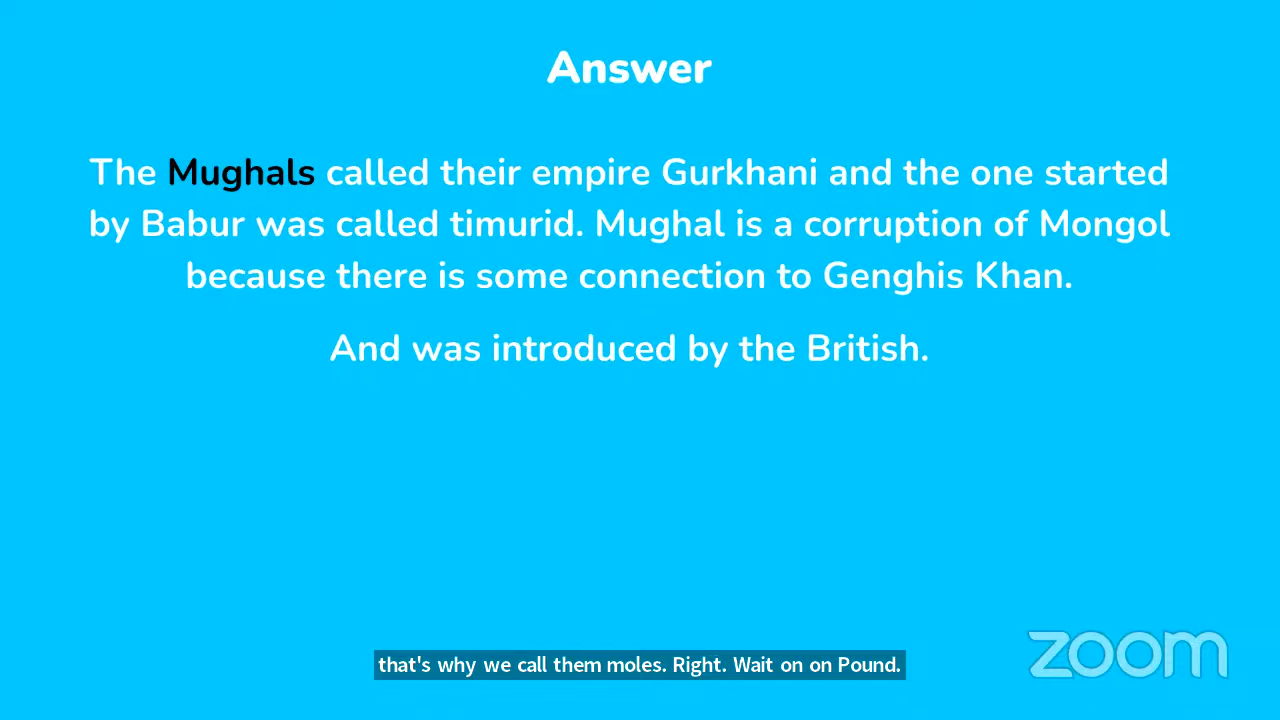 Answer
The Mughals called their empire Gurkhani and the one started
by Babur was called timurid. Mughal is a corruption of Mongol
because there is some connection to Genghis Khan.
And was introduced by the British.
that's why we call them moles. Right. Wait on on Pound.
zoom